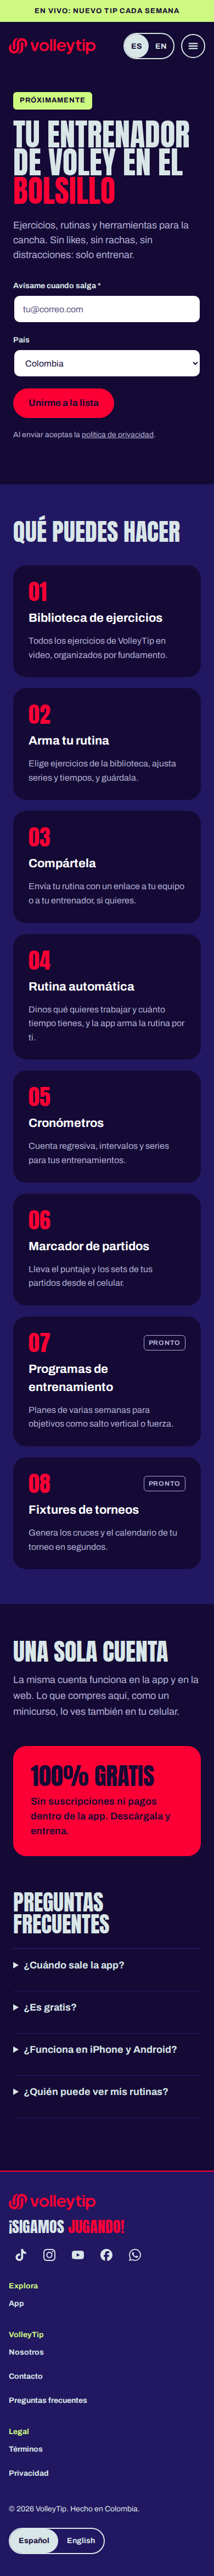 EN VIVO: NUEVO TIP CADA SEMANA
volleytip
ES EN
PRÓXIMAMENTE
TU ENTRENADOR
DE VOLEY EN EL
BOLSILLO
Ejercicios, rutinas y herramientas para la
cancha. Sin likes, sin rachas, sin
distracciones: solo entrenar.
Avísame cuando salga *
tu@correo.com
País
Colombia
Unirme a la lista
Al enviar aceptas la política de privacidad.
QUÉ PUEDES HACER
01
Biblioteca de ejercicios
Todos los ejercicios de VolleyTip en
video, organizados por fundamento.
02
Arma tu rutina
Elige ejercicios de la biblioteca, ajusta
series y tiempos, y guárdala.
03
Compártela
Envía tu rutina con un enlace a tu equipo
o a tu entrenador, si quieres.
04
Rutina automática
Dinos qué quieres trabajar y cuánto
tiempo tienes, y la app arma la rutina por
ti.
05
Cronómetros
Cuenta regresiva, intervalos y series
para tus entrenamientos.
06
Marcador de partidos
Lleva el puntaje y los sets de tus
partidos desde el celular.
07
PRONTO
Programas de
entrenamiento
Planes de varias semanas para
objetivos como salto vertical o fuerza.
08
PRONTO
Fixtures de torneos
Genera los cruces y el calendario de tu
torneo en segundos.
UNA SOLA CUENTA
La misma cuenta funciona en la app y en la
web. Lo que compres aquí, como un
minicurso, lo ves también en tu celular.
100% GRATIS
Sin suscripciones ni pagos
dentro de la app. Descárgala y
entrena.
PREGUNTAS
FRECUENTES
¿Cuándo sale la app?
¿Es gratis?
¿Funciona en iPhone y Android?
¿Quién puede ver mis rutinas?
volleytip
¡SIGAMOS JUGANDO!
Explora
App
VolleyTip
Nosotros
Contacto
Preguntas frecuentes
Legal
Términos
Privacidad
© 2026 VolleyTip. Hecho en Colombia.
Español English